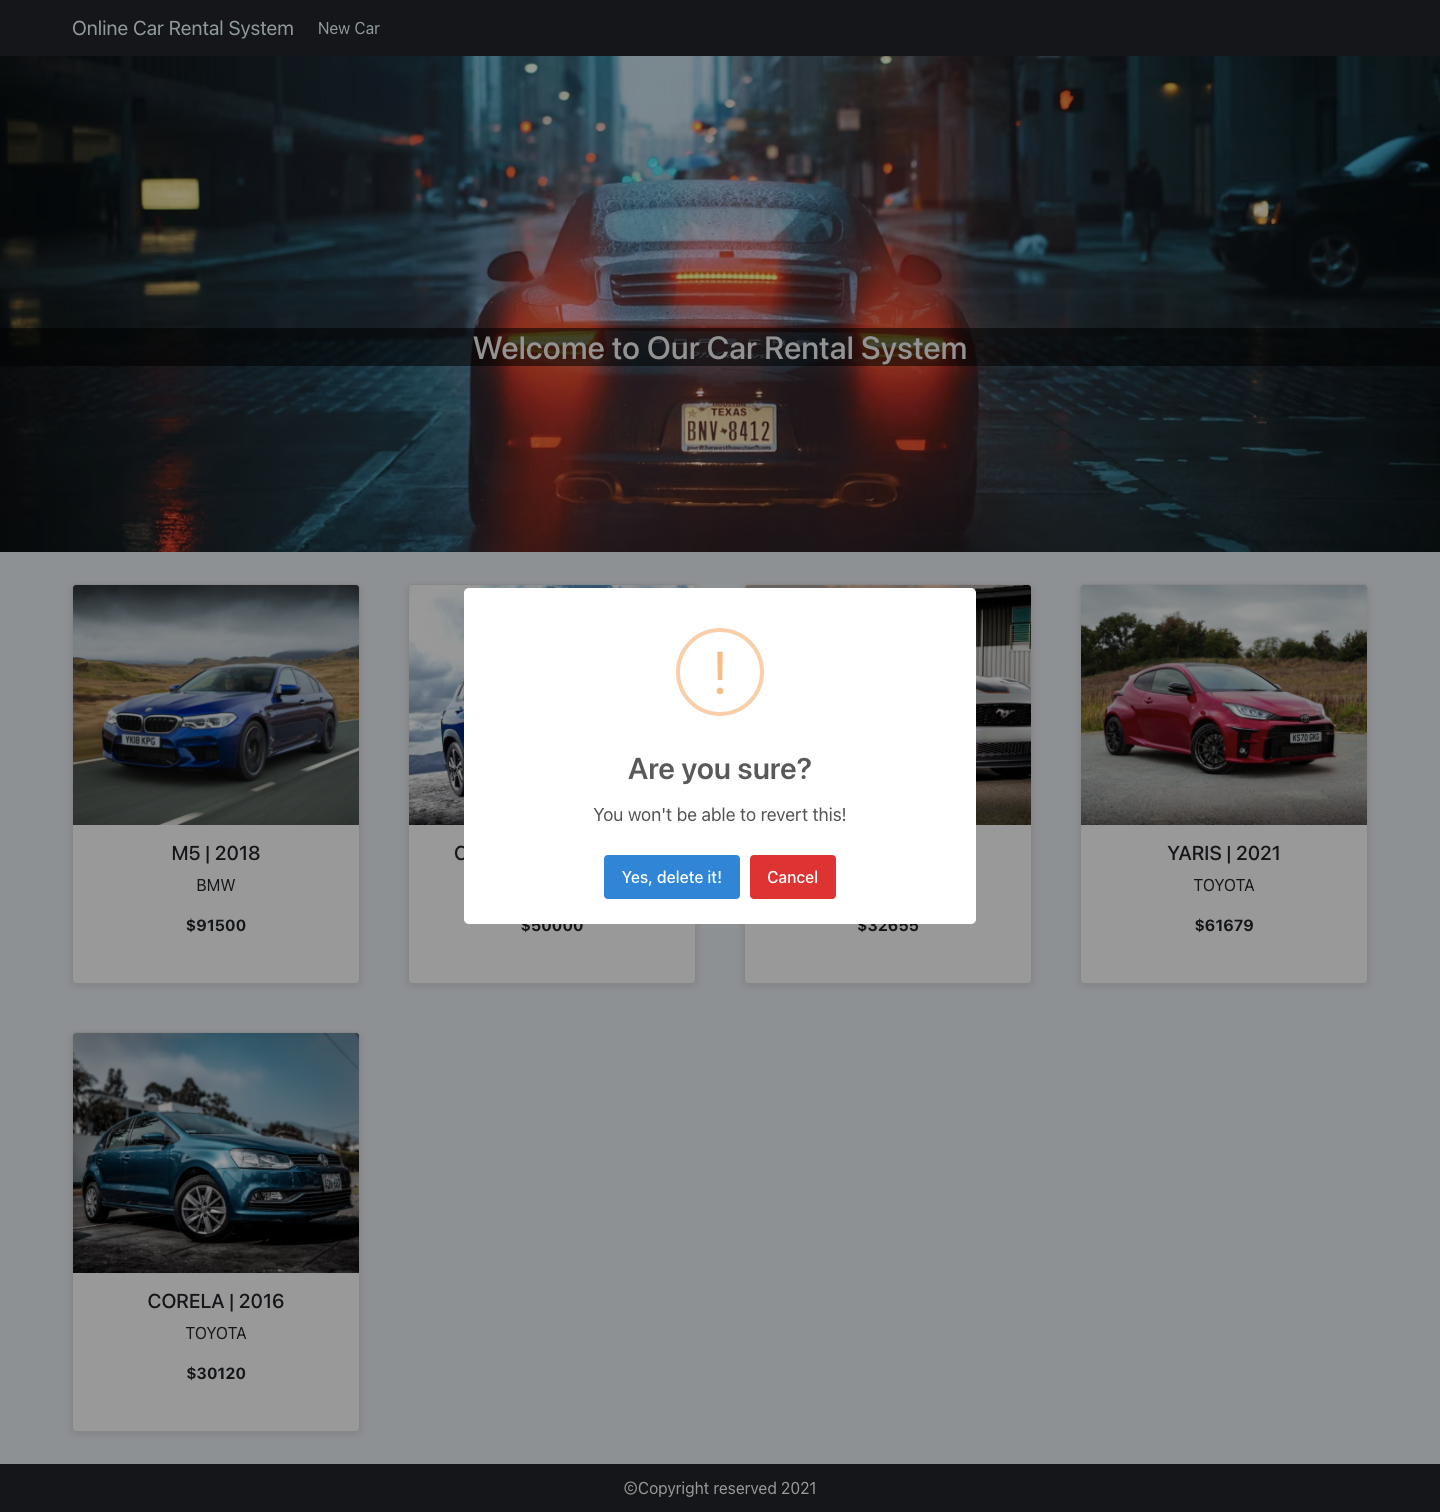 Online Car Rental System New Car
Welcome to Our Car Rental System
TEXAS
BNV 8412
YK18 KPG
KS70 GKG
!
Are you sure?
You won't be able to revert this!
Yes, delete it! Cancel
M5 | 2018
BMW
$91500
$50000
$32655
YARIS | 2021
TOYOTA
$61679
CORELA | 2016
TOYOTA
$30120
©Copyright reserved 2021